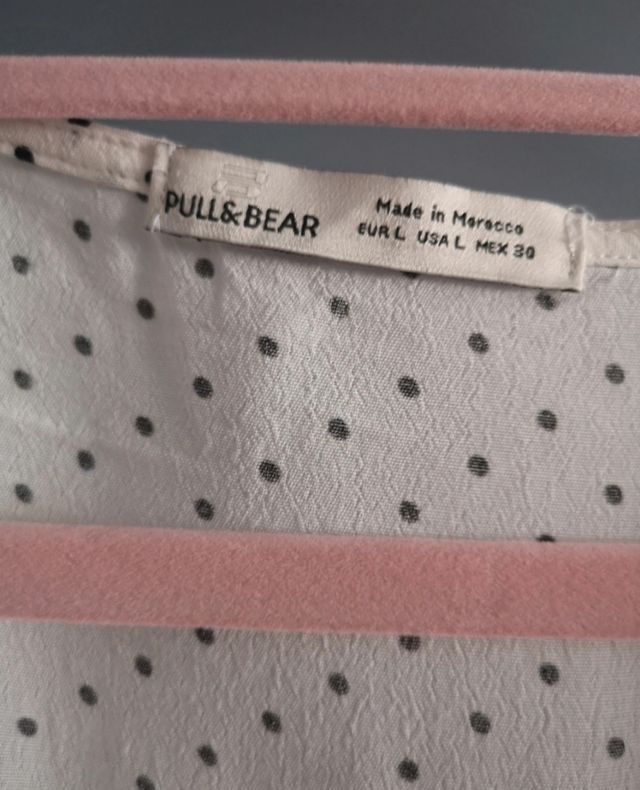 PULL&BEAR
Made in Morocco
EUR L USA L MEX 30